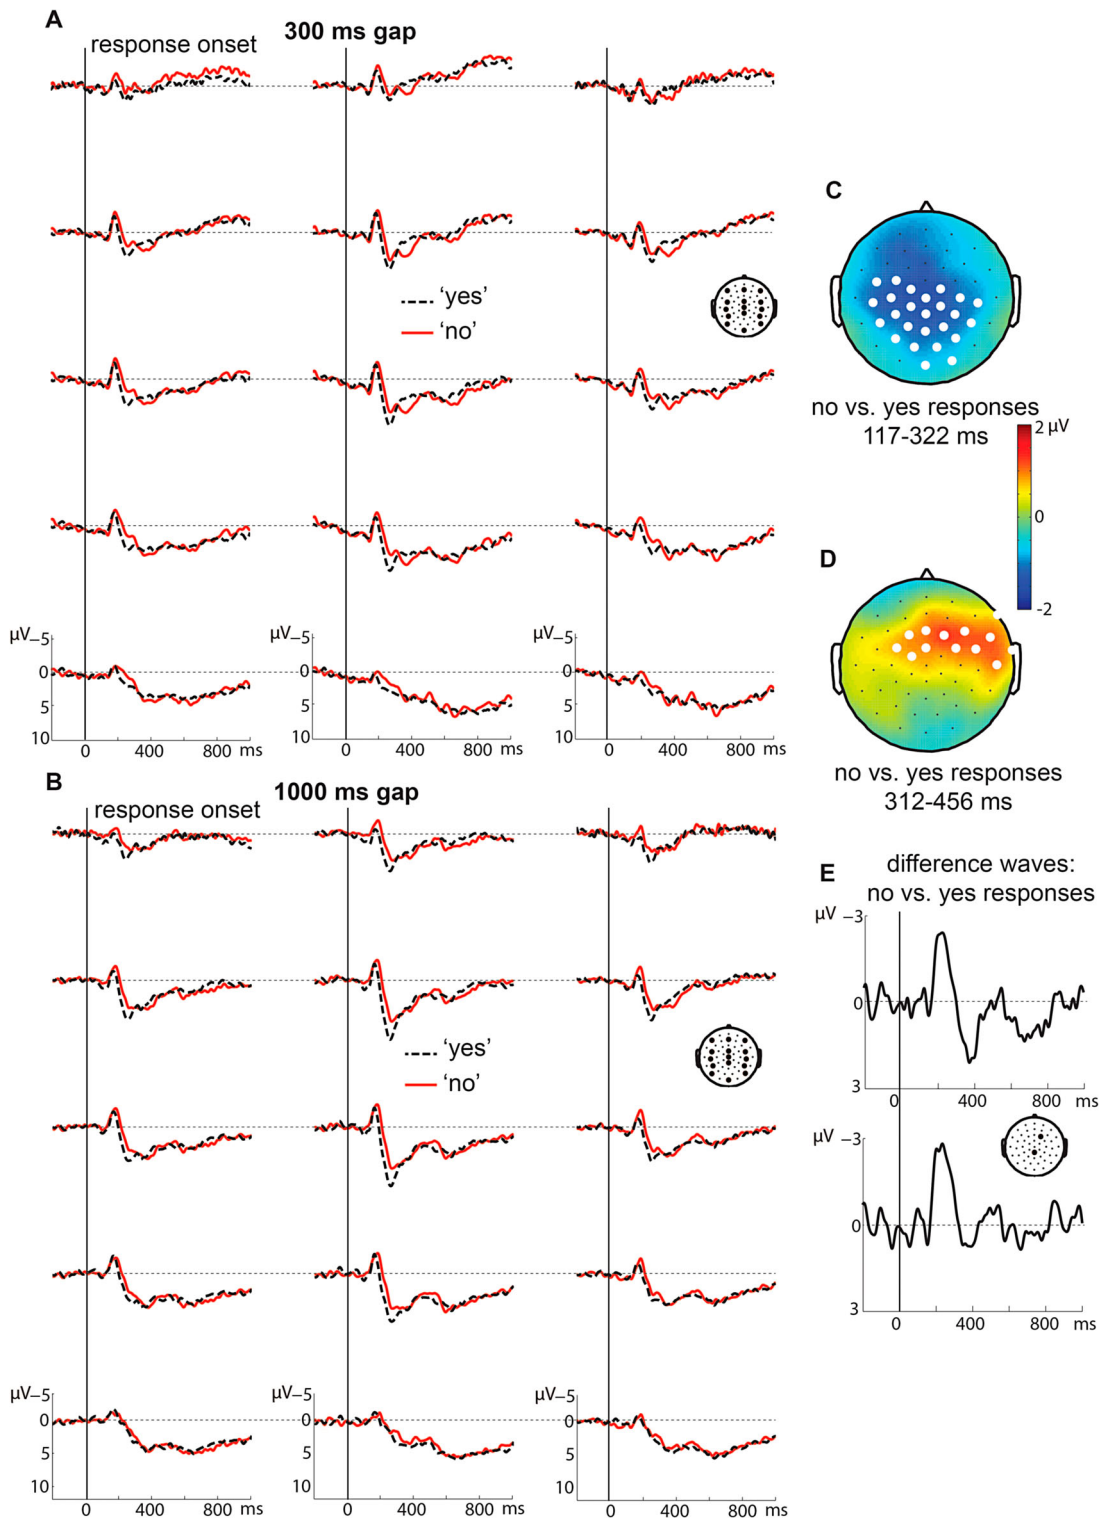 A
300 ms gap
response onset
'yes'
'no'
μV –5
0
5
10
0 400 800 ms
μV –5
0
5
10
0 400 800 ms
μV –5
0
5
10
0 400 800 ms
B
1000 ms gap
response onset
'yes'
'no'
μV –5
0
5
10
0 400 800 ms
μV –5
0
5
10
0 400 800 ms
μV –5
0
5
10
0 400 800 ms
C
no vs. yes responses
117-322 ms
2 μV
0
-2
D
no vs. yes responses
312-456 ms
E
difference waves:
no vs. yes responses
μV –3
0
3
0 400 800 ms
μV –3
0
3
0 400 800 ms